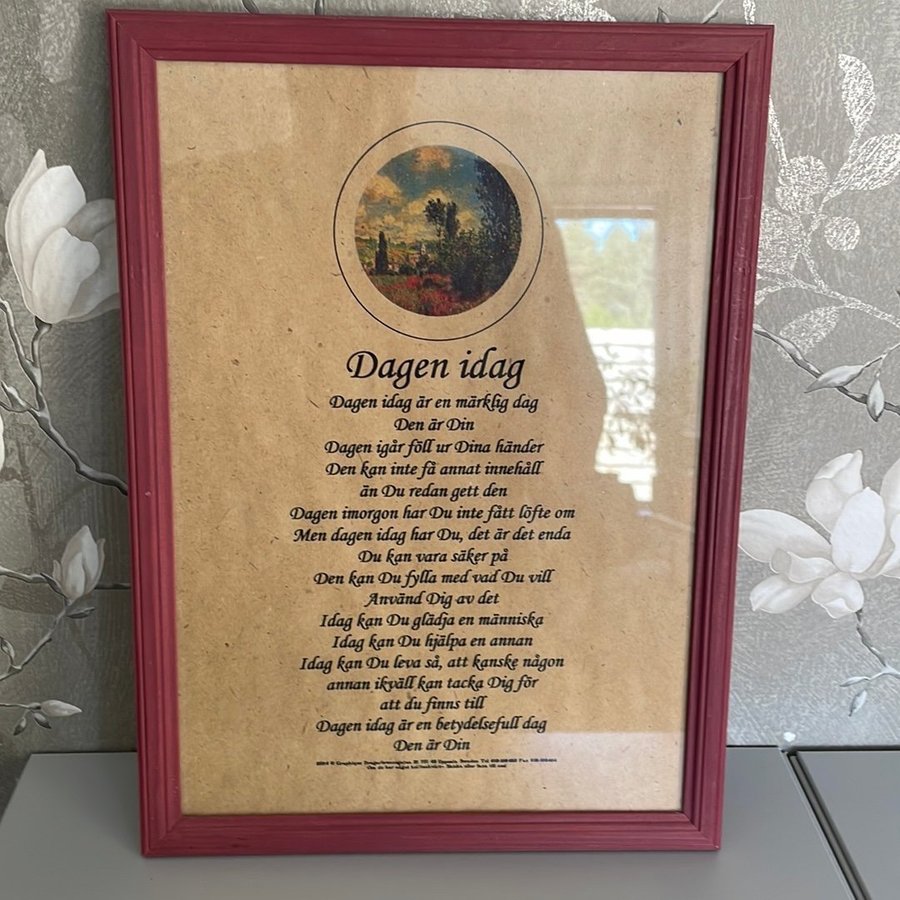 Dagen idag
Dagen idag är en märklig dag
Den är Din
Dagen igår föll ur Dina händer
Den kan inte få annat innehåll
än Du redan gett den
Dagen imorgon har Du inte fått löfte om
Men dagen idag har Du, det är det enda
Du kan vara säker på
Den kan Du fylla med vad Du vill
Använd Dig av det
Idag kan Du glädja en människa
Idag kan Du hjälpa en annan
Idag kan Du leva så, att kanske någon
annan ikväll kan tacka Dig för
att du finns till
Dagen idag är en betydelsefull dag
Den är Din
© Graphique Uppsala Sweden Tel Fax